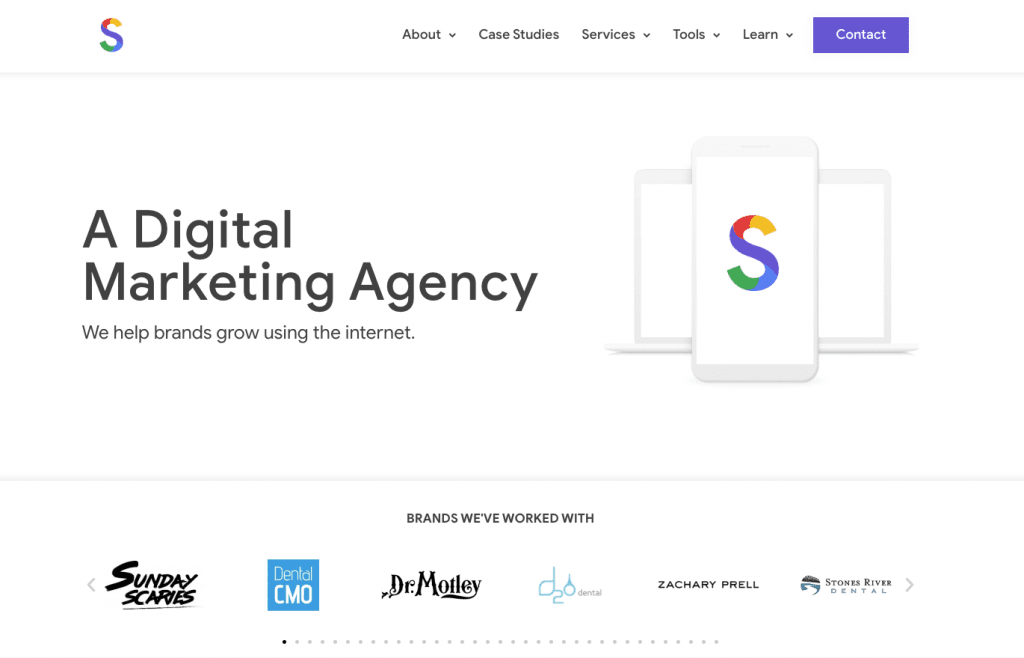 S
About
Case Studies
Services
Tools
Learn
Contact
A Digital
Marketing Agency
We help brands grow using the internet.
S
BRANDS WE'VE WORKED WITH
SUNDAY
SCARIES
Dental
CMO
Dr. Motley
d2o dental
ZACHARY PRELL
STONES RIVER
DENTAL